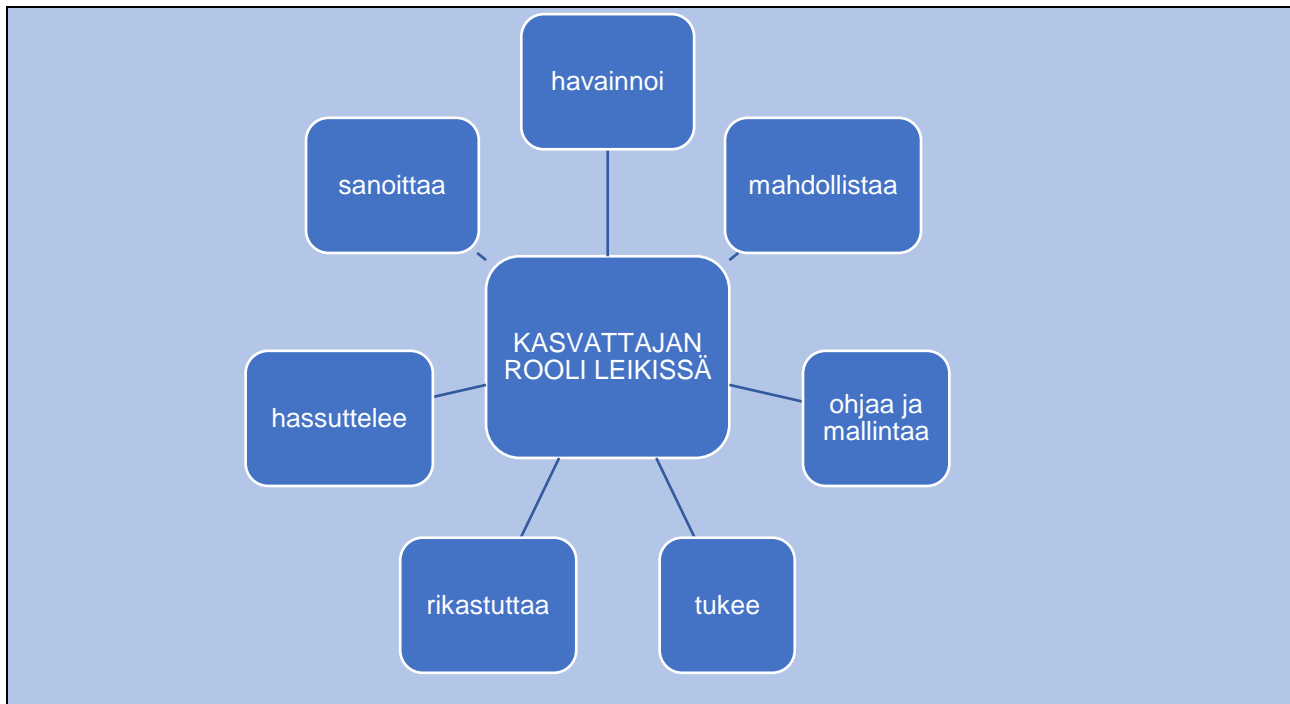 havainnoi
sanoittaa
mahdollistaa
KASVATTAJAN
ROOLI LEIKISSÄ
hassuttelee
ohjaa ja
mallintaa
rikastuttaa
tukee